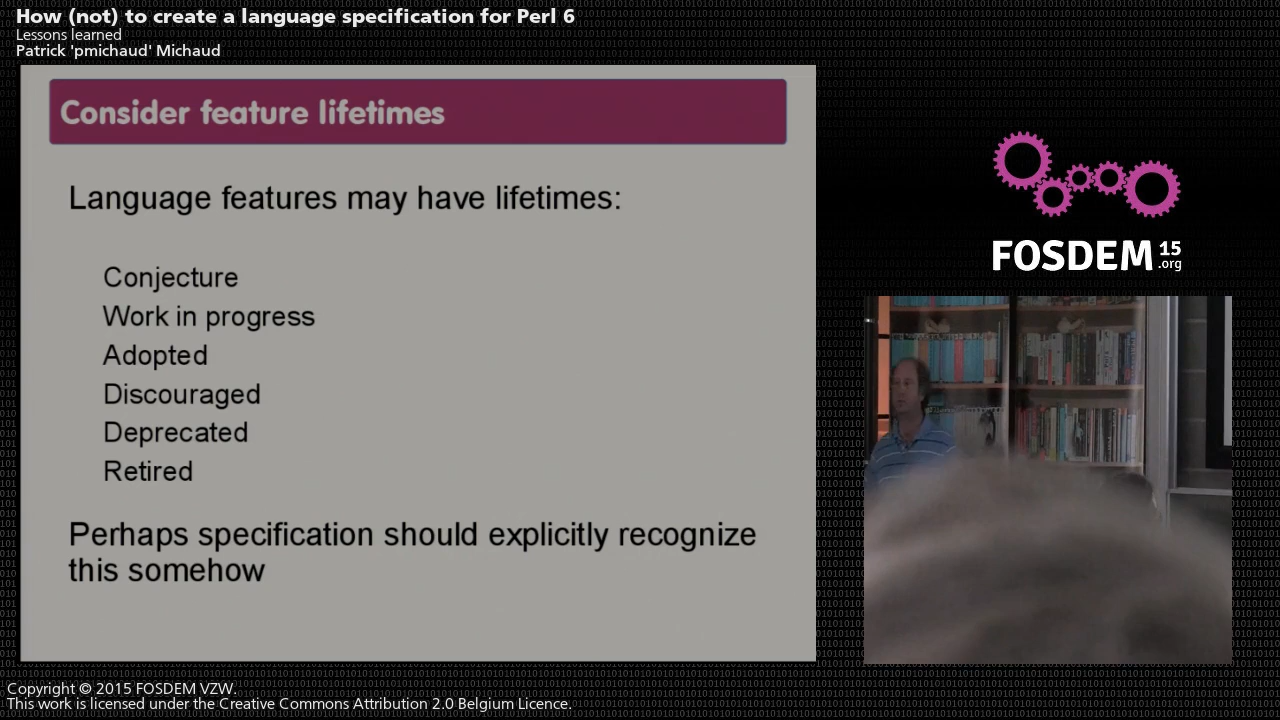 How (not) to create a language specification for Perl 6
Lessons learned
Patrick 'pmichaud' Michaud
Consider feature lifetimes
Language features may have lifetimes:
Conjecture
Work in progress
Adopted
Discouraged
Deprecated
Retired
Perhaps specification should explicitly recognize
this somehow
FOSDEM 15
.org
Copyright © 2015 FOSDEM VZW.
This work is licensed under the Creative Commons Attribution 2.0 Belgium Licence.